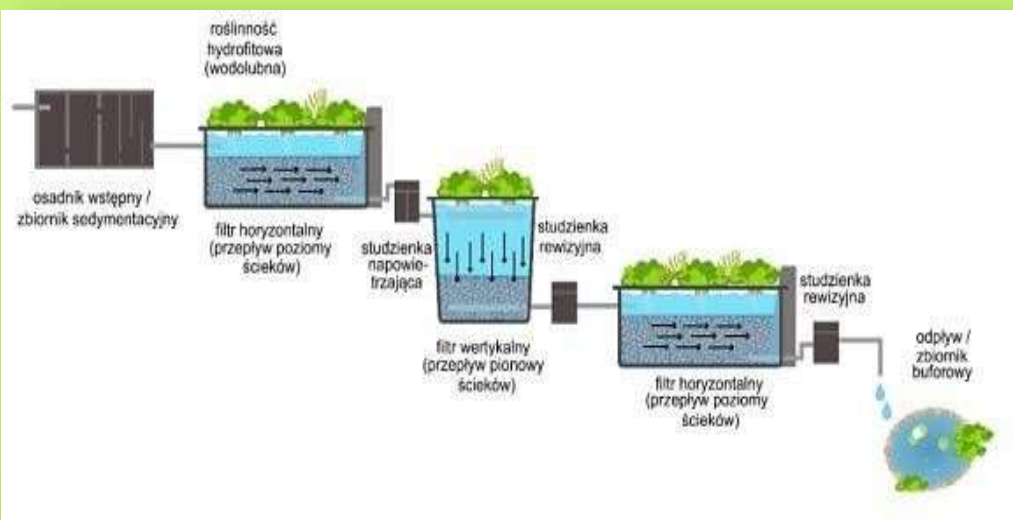 roślinność
hydrofitowa
(wodolubna)
osadnik wstępny /
zbiornik sedymentacyjny
filtr horyzontalny
(przepływ poziomy
ścieków)
studzienka
napowie-
trzająca
studzienka
rewizyjna
filtr wertykalny
(przepływ pionowy
ścieków)
filtr horyzontalny
(przepływ poziomy
ścieków)
studzienka
rewizyjna
odpływ /
zbiornik
buforowy